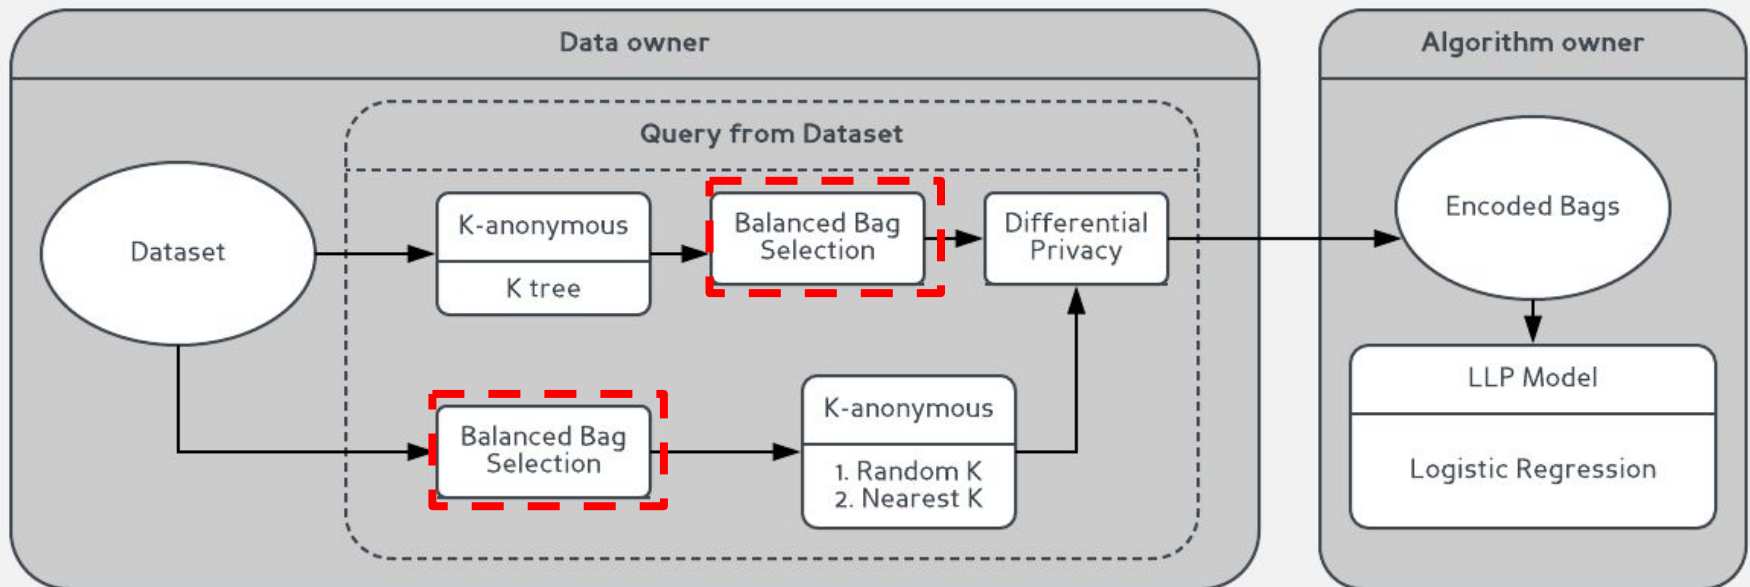 Data owner
Algorithm owner
Query from Dataset
Dataset
K-anonymous
K tree
Balanced Bag
Selection
Differential
Privacy
Encoded Bags
Balanced Bag
Selection
K-anonymous
1. Random K
2. Nearest K
LLP Model
Logistic Regression